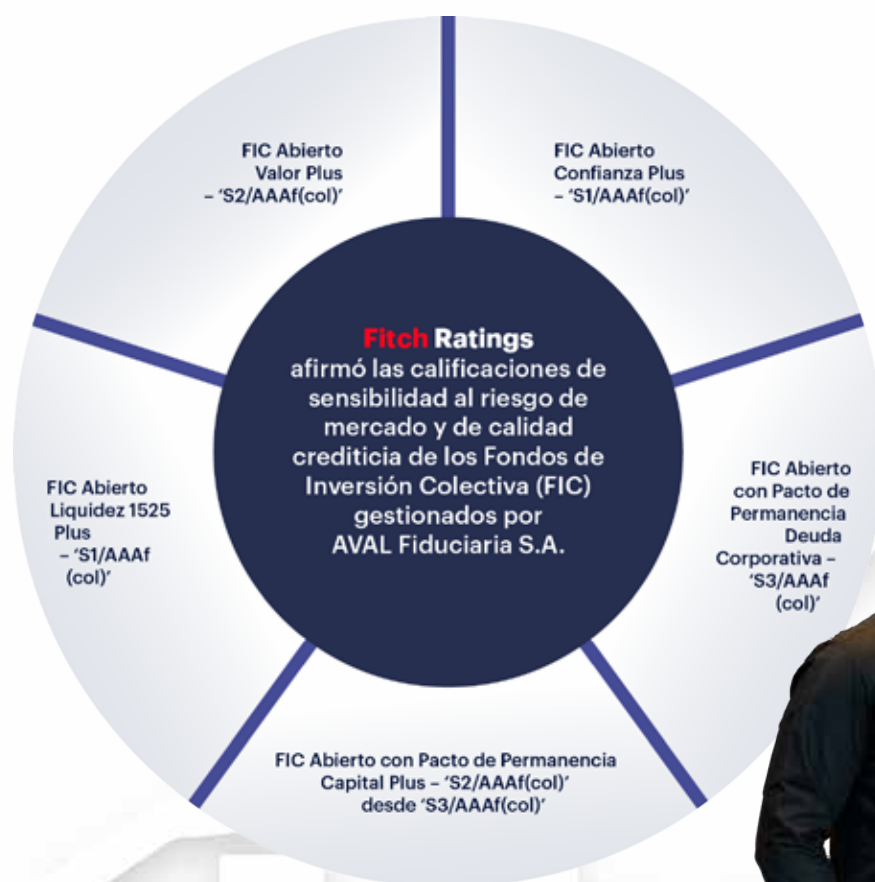 FIC Abierto
Valor Plus
– ‘S2/AAAf(col)’
FIC Abierto
Confianza Plus
– ‘S1/AAAf(col)’
Fitch Ratings
afirmó las calificaciones de
sensibilidad al riesgo de
mercado y de calidad
crediticia de los Fondos de
Inversión Colectiva (FIC)
gestionados por
AVAL Fiduciaria S.A.
FIC Abierto
Liquidez 1525
Plus
– ‘S1/AAAf
(col)’
FIC Abierto
con Pacto de
Permanencia
Deuda
Corporativa –
‘S3/AAAf
(col)’
FIC Abierto con Pacto de Permanencia
Capital Plus – ‘S2/AAAf(col)’
desde ‘S3/AAAf(col)’